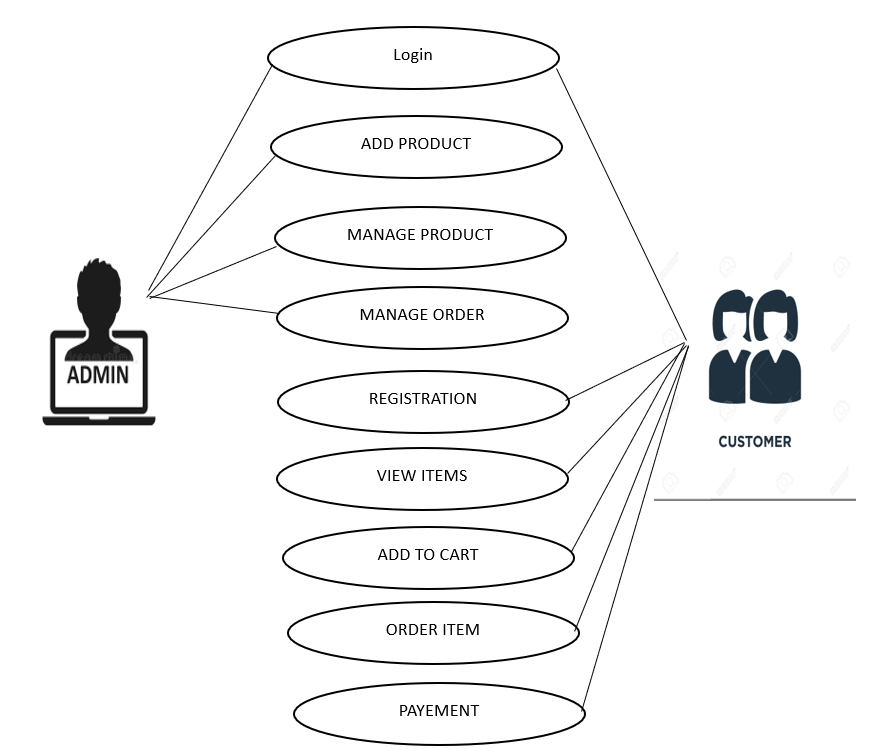 Login
ADD PRODUCT
MANAGE PRODUCT
MANAGE ORDER
ADMIN
REGISTRATION
CUSTOMER
VIEW ITEMS
ADD TO CART
ORDER ITEM
PAYEMENT